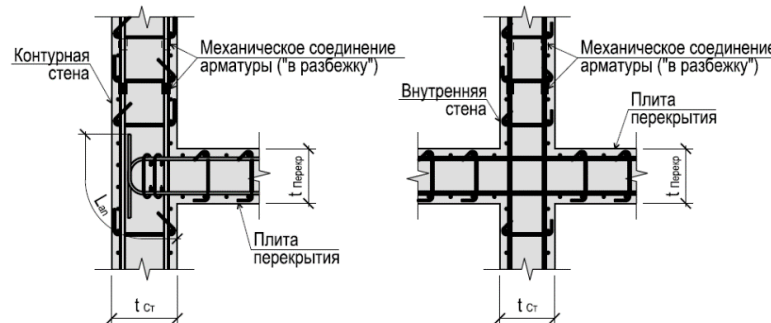 Контурная
стена
Механическое соединение
арматуры ("в разбежку")
Lап
t Перекр
Плита
перекрытия
t Ст
Механическое соединение
арматуры ("в разбежку")
Внутренняя
стена
Плита
перекрытия
t Перекр
t Ст